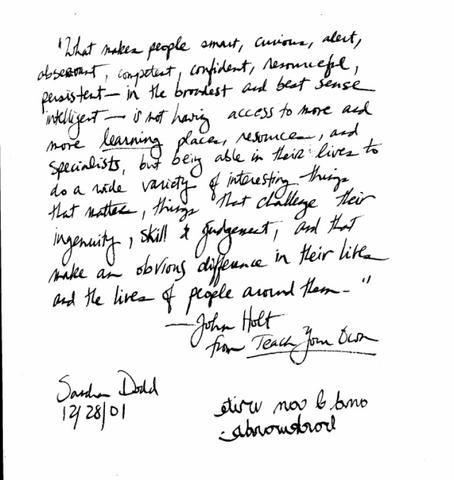 "What makes people smart, curious, alert,
observant, competent, confident, resourceful,
persistent – in the broadest and best sense
intelligent – is not having access to more and
more learning places, resources, and
specialists, but being able in their lives to
do a wide variety of interesting things
that matter, things that challenge their
ingenuity, skill & judgement, and that
make an obvious difference in their lives
and the lives of people around them."
—John Holt
from Teach Your Own
Sandra Dodd
12/28/01
and I can write
backwards.